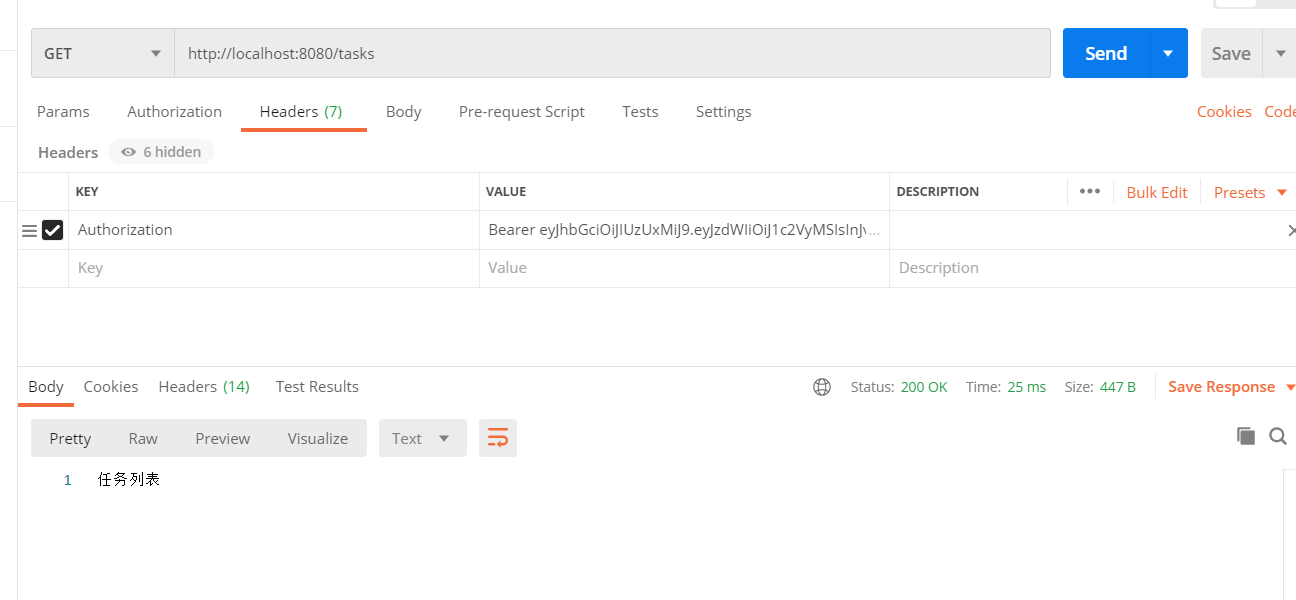 GET http://localhost:8080/tasks Send Save
Params Authorization Headers (7) Body Pre-request Script Tests Settings Cookies Code
Headers 6 hidden
KEY VALUE DESCRIPTION ••• Bulk Edit Presets
Authorization Bearer eyJhbGciOiJIUzUxMiJ9.eyJzdWIiOiJ1c2VyMSIsInJv...
Key Value Description
Body Cookies Headers (14) Test Results Status: 200 OK Time: 25 ms Size: 447 B Save Response
Pretty Raw Preview Visualize Text
1 任务列表